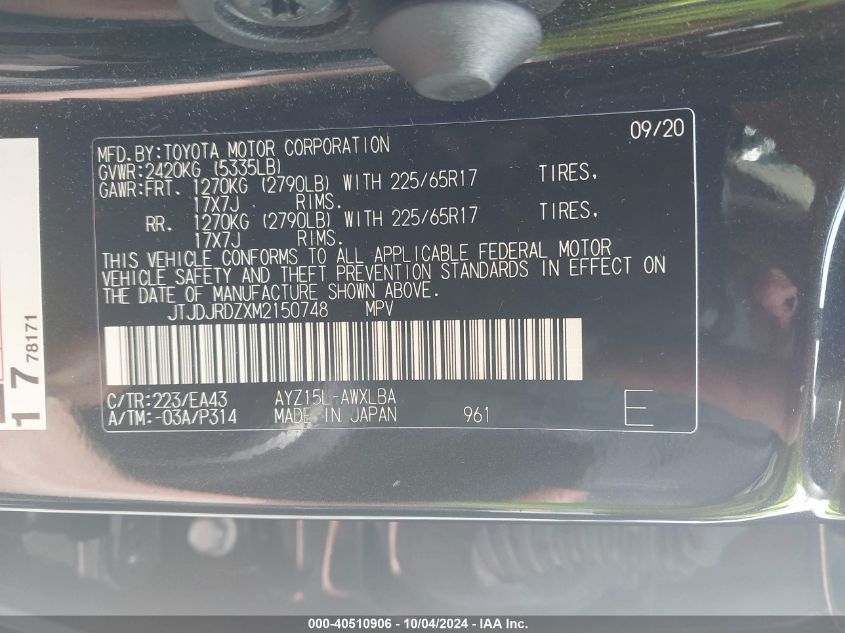 09/20
MFD.BY:TOYOTA MOTOR CORPORATION
GVWR:2420KG (5335LB)
GAWR:FRT. 1270KG (2790LB) WITH 225/65R17 TIRES.
17X7J RIMS.
RR. 1270KG (2790LB) WITH 225/65R17 TIRES.
17X7J RIMS.
THIS VEHICLE CONFORMS TO ALL APPLICABLE FEDERAL MOTOR
VEHICLE SAFETY AND THEFT PREVENTION STANDARDS IN EFFECT ON
THE DATE OF MANUFACTURE SHOWN ABOVE.
JTJDJRDZXM2150748 MPV
C/TR:223/EA43 AYZ15L-AWXLBA
A/TM:-03A/P314 MADE IN JAPAN 961 E
17 78171
000-40510906 - 10/04/2024 - IAA Inc.